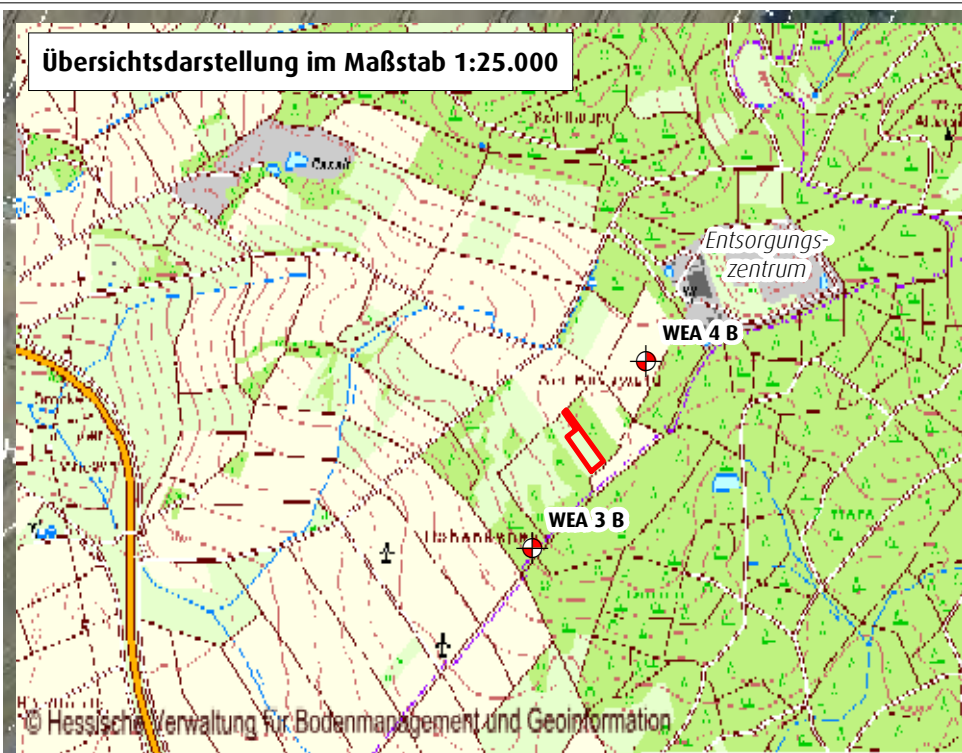 Übersichtsdarstellung im Maßstab 1:25.000
Entsorgungs-
zentrum
WEA 4 B
WEA 3 B
© Hessische Verwaltung für Bodenmanagement und Geoinformation